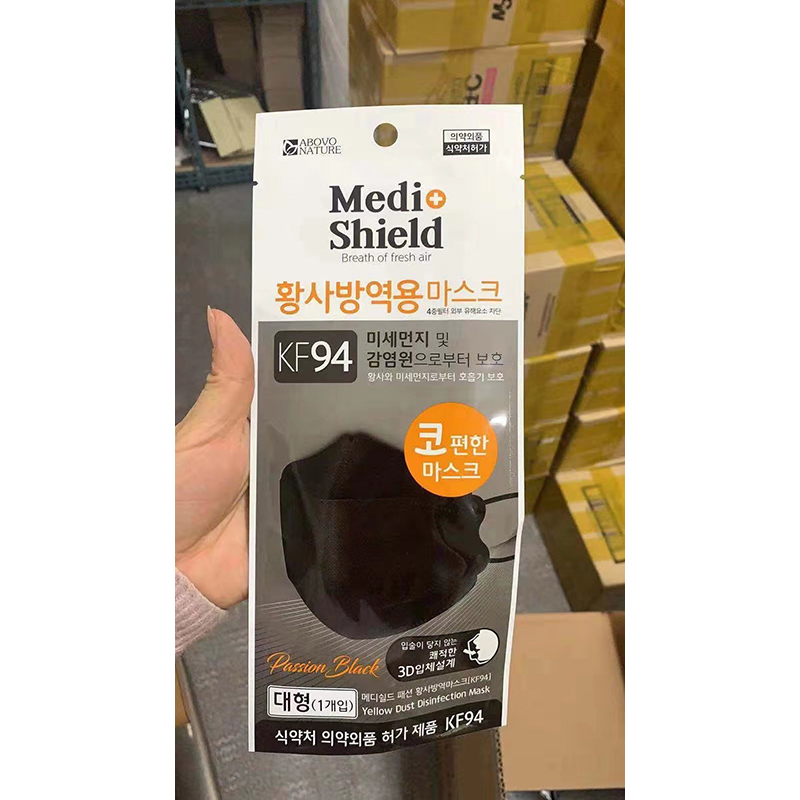 ABOVO
NATURE
의약외품
식약처허가
Medi
Shield
Breath of fresh air
황사방역용마스크
4중필터 외부 유해요소 차단
KF94
미세먼지 및
감염원으로부터 보호
황사와 미세먼지로부터 호흡기 보호
코 편한
마스크
입술이 닿지 않는
쾌적한
3D입체설계
Passion Black
대형(1개입)
메디쉴드 패션 황사방역마스크(KF94)
Yellow Dust Disinfection Mask
식약처 의약외품 허가 제품 KF94